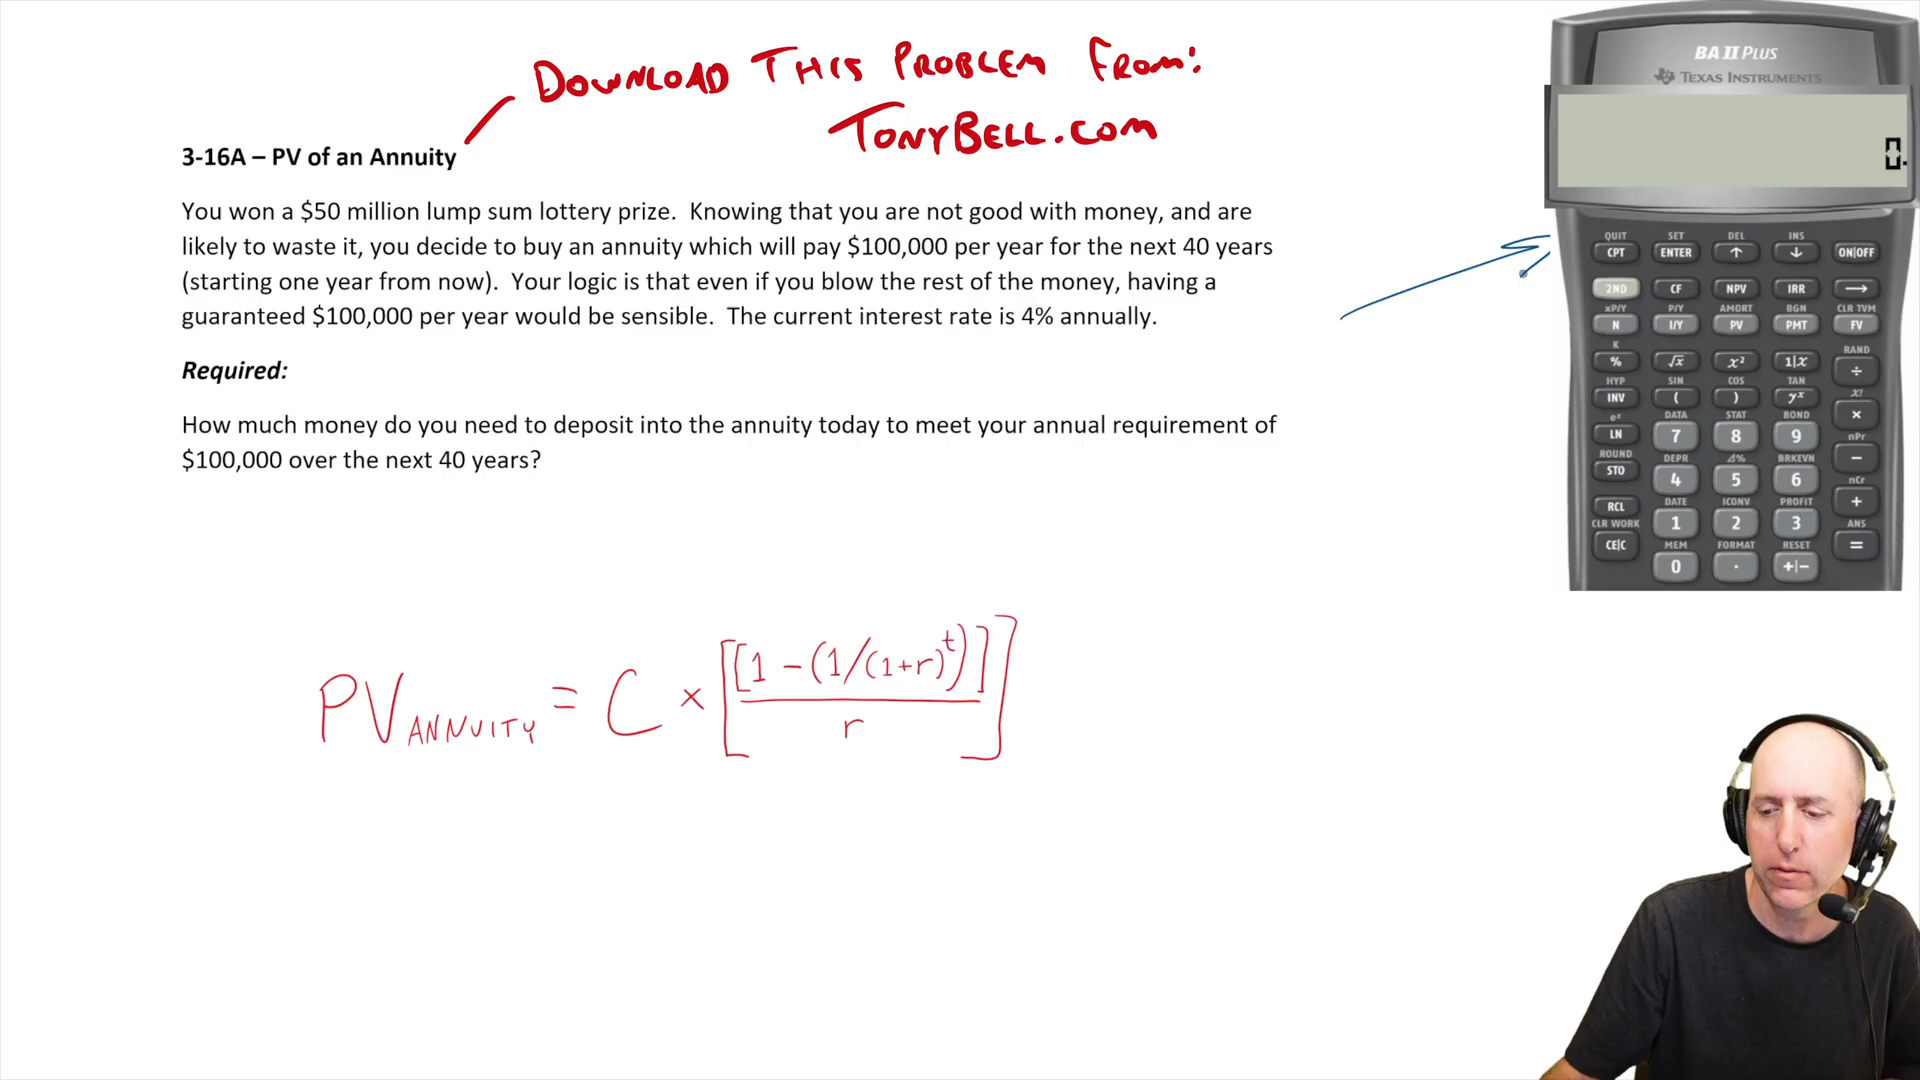 DOWNLOAD THIS PROBLEM FROM:
TONYBELL.COM
3-16A – PV of an Annuity
You won a $50 million lump sum lottery prize. Knowing that you are not good with money, and are
likely to waste it, you decide to buy an annuity which will pay $100,000 per year for the next 40 years
(starting one year from now). Your logic is that even if you blow the rest of the money, having a
guaranteed $100,000 per year would be sensible. The current interest rate is 4% annually.
Required:
How much money do you need to deposit into the annuity today to meet your annual requirement of
$100,000 over the next 40 years?
PV ANNUITY = C × [[1 - (1/(1+r)^t)] / r]
BA II PLUS
TEXAS INSTRUMENTS
0.
QUIT SET DEL INS
CPT ENTER ↑ ↓ ON|OFF
2ND CF NPV IRR →
xP/Y P/Y AMORT BGN CLR TVM
N I/Y PV PMT FV
K RAND
% √x x² 1|x ÷
HYP SIN COS TAN x!
INV ( ) yˣ ×
eˣ DATA STAT BOND nPr
LN 7 8 9 −
ROUND DEPR Δ% BRKEVN nCr
STO 4 5 6 +
DATE ICONV PROFIT
RCL 1 2 3
CLR WORK ANS
CE|C =
MEM FORMAT RESET
0 . +|−